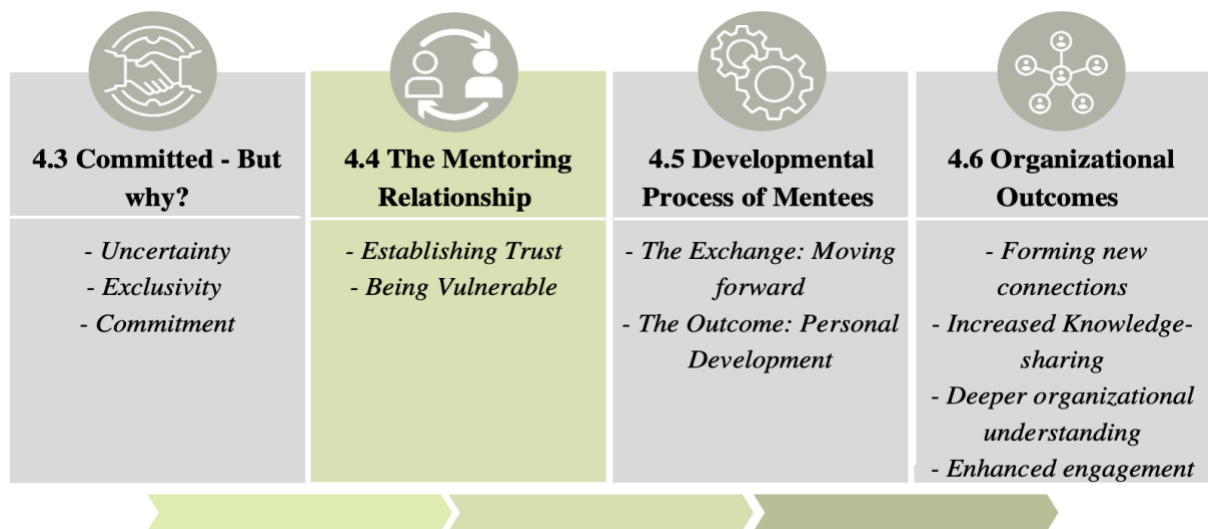 4.3 Committed - But
why?
- Uncertainty
- Exclusivity
- Commitment
4.4 The Mentoring
Relationship
- Establishing Trust
- Being Vulnerable
4.5 Developmental
Process of Mentees
- The Exchange: Moving
forward
- The Outcome: Personal
Development
4.6 Organizational
Outcomes
- Forming new
connections
- Increased Knowledge-
sharing
- Deeper organizational
understanding
- Enhanced engagement